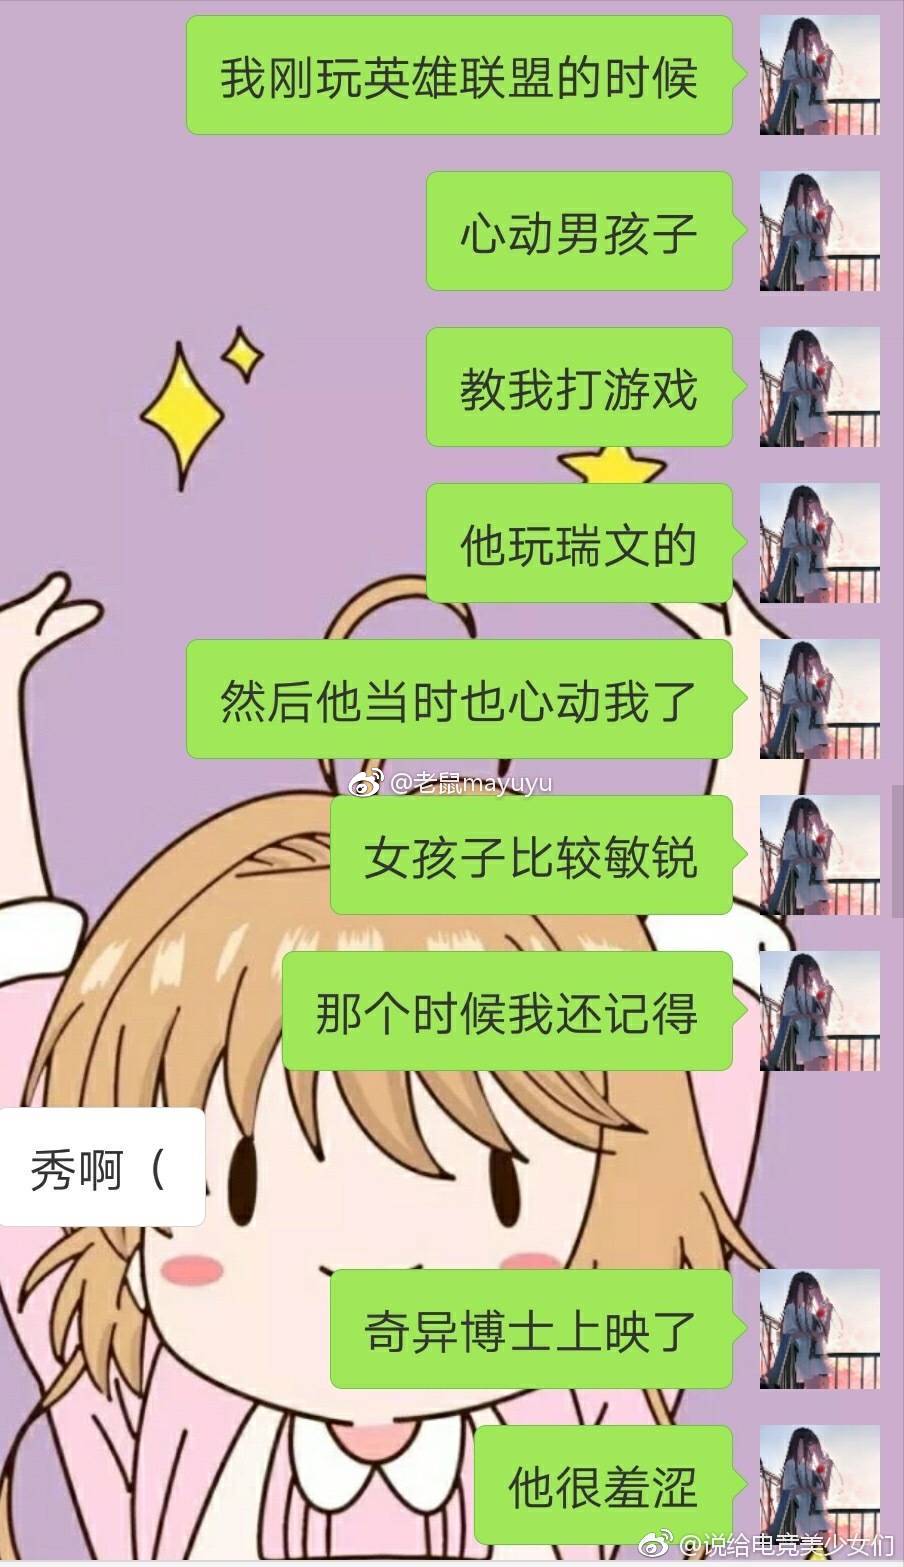 我刚玩英雄联盟的时候
心动男孩子
教我打游戏
他玩瑞文的
然后他当时也心动我了
@老鼠mayuyu
女孩子比较敏锐
那个时候我还记得
秀啊（
奇异博士上映了
他很羞涩
@说给电竞美少女们